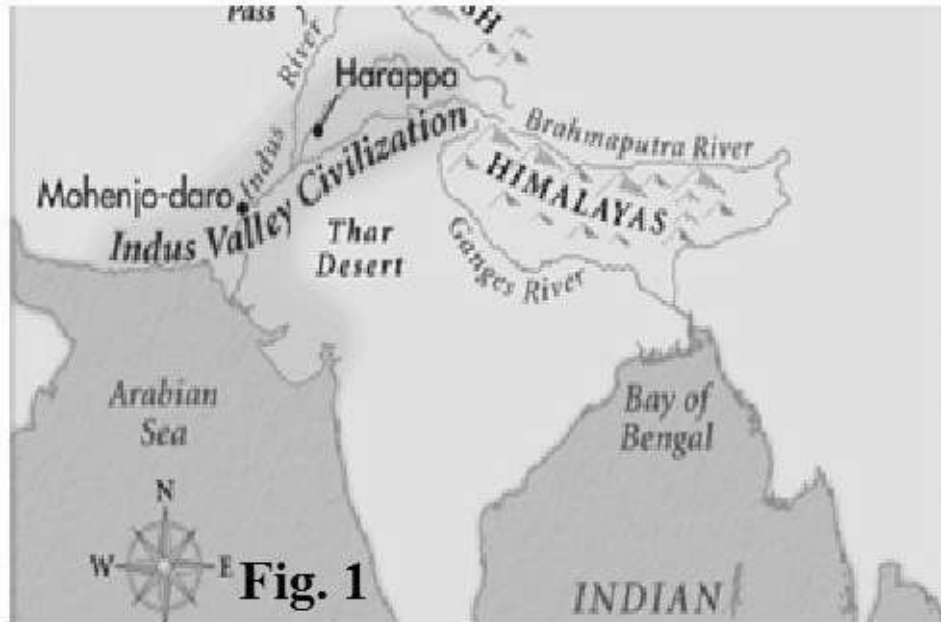 Pass
SH
River
Harappa
Indus
Brahmaputra River
HIMALAYAS
Mohenjo-daro
Indus Valley Civilization
Thar
Desert
Ganges River
Arabian
Sea
Bay of
Bengal
N
W
E
Fig. 1
INDIAN